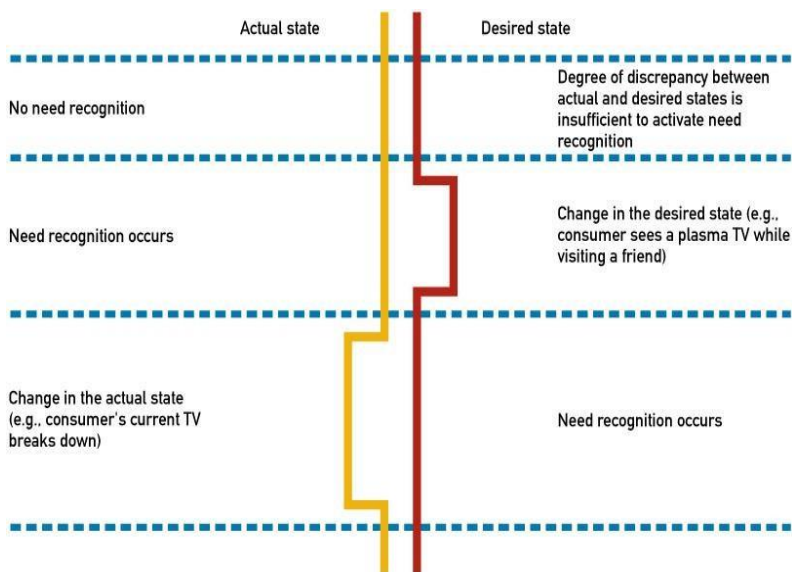 Actual state
Desired state
No need recognition
Degree of discrepancy between
actual and desired states is
insufficient to activate need
recognition
Need recognition occurs
Change in the desired state (e.g.,
consumer sees a plasma TV while
visiting a friend)
Change in the actual state
(e.g., consumer's current TV
breaks down)
Need recognition occurs